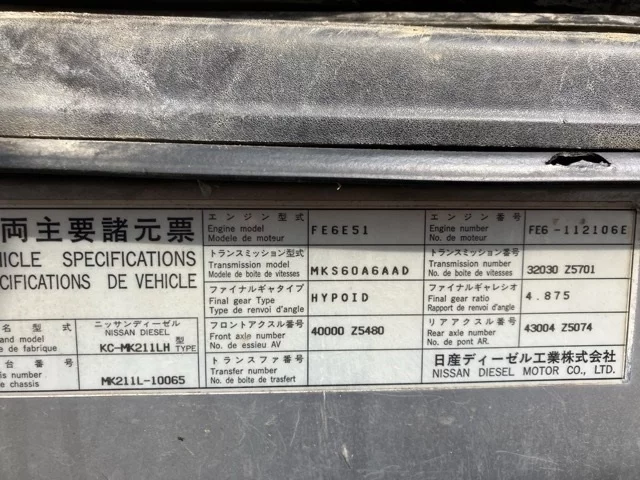 両主要諸元票
HICLE SPECIFICATIONS
CIFICATIONS DE VEHICLE
名型式
and model
de fabrique
ニッサンディーゼル
NISSAN DIESEL
KC-MK211LH 型 TYPE
台番号
is number
de chassis
MK211L-10065
エンジン型式
Engine model
Modele de moteur
FE6E51
エンジン番号
Engine number
No. de moteur
FE6-112106E
トランスミッション型式
Transmission model
No de boite de vitesses
MKS60A6AAD
トランスミッション番号
Transmission number
No de boite de vitesses
32030 Z5701
ファイナルギヤタイプ
Final gear Type
Type de renvoi d'angle
HYPOID
ファイナルギャレシオ
Final gear ratio
Rapport de renvoi d'angle
4.875
フロントアクスル番号
Front axle number
No. de essieu AV
40000 Z5480
リアアクスル番号
Rear axle number
No. de pont AR.
43004 Z5074
トランスファ番号
Transfer number
No. de boite de trasfert
日産ディーゼル工業株式会社
NISSAN DIESEL MOTOR CO., LTD.